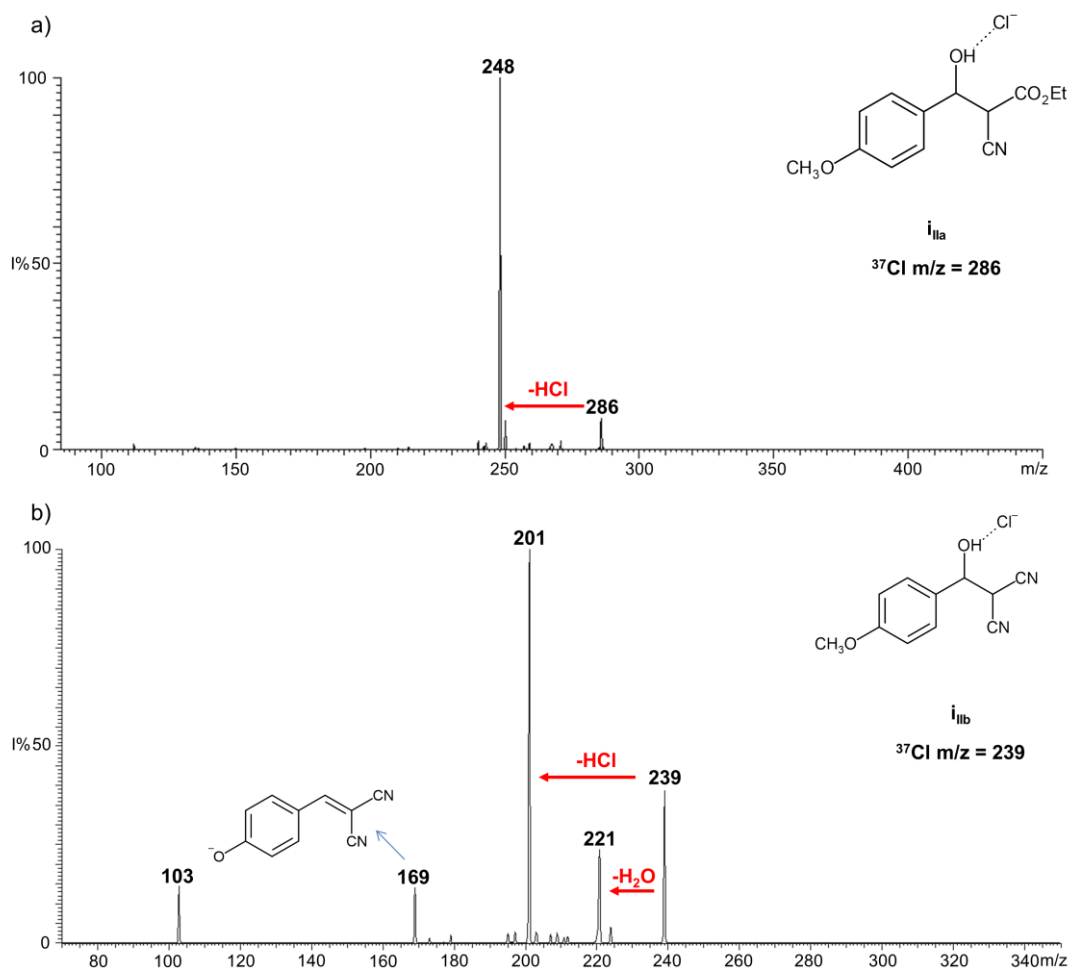 a)
Cl⁻
OH
CO₂Et
CN
CH₃O
i_IIa
³⁷Cl m/z = 286
248
-HCl
286
100
I%50
0
100 150 200 250 300 350 400 m/z
b)
Cl⁻
OH
CN
CN
CH₃O
i_IIb
³⁷Cl m/z = 239
201
-HCl
239
221
-H₂O
CN
CN
⁻O
169
103
100
I%50
0
80 100 120 140 160 180 200 220 240 260 280 300 320 340m/z